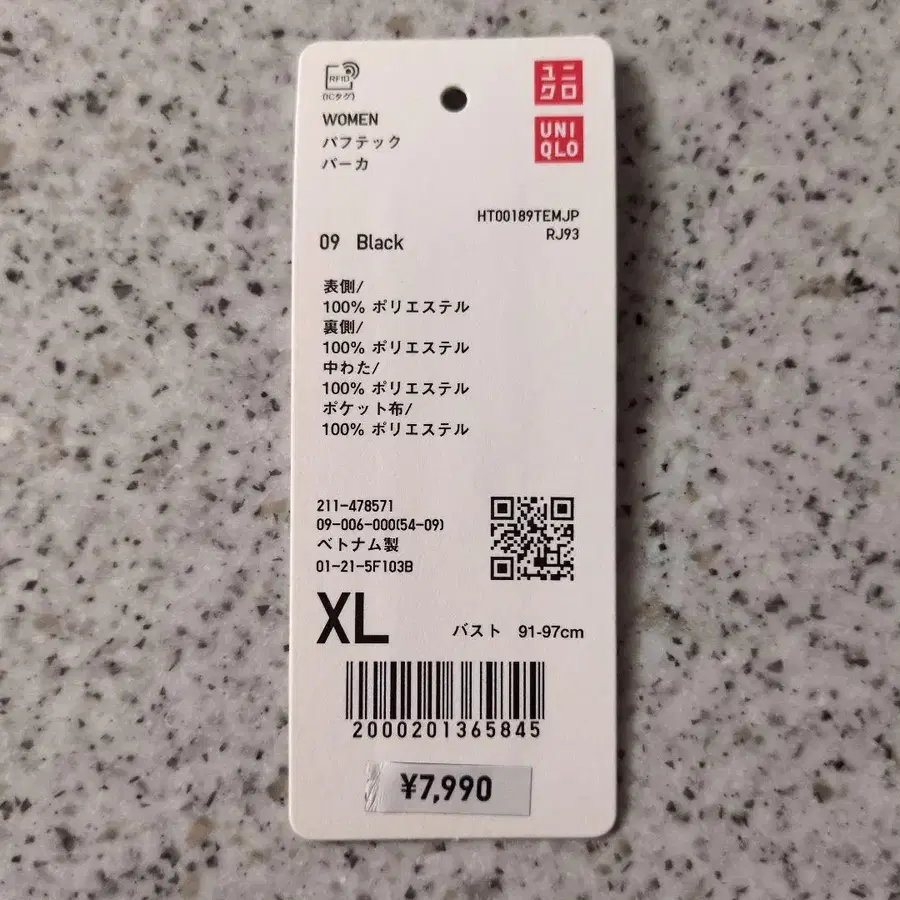 RFID
(ICタグ)
ユニ
クロ
UNI
QLO
WOMEN
パフテック
パーカ
HT00189TEMJP
RJ93
09 Black
表側/
100% ポリエステル
裏側/
100% ポリエステル
中わた/
100% ポリエステル
ポケット布/
100% ポリエステル
211-478571
09-006-000(54-09)
ベトナム製
01-21-5F103B
XL
バスト 91-97cm
2000201365845
¥7,990